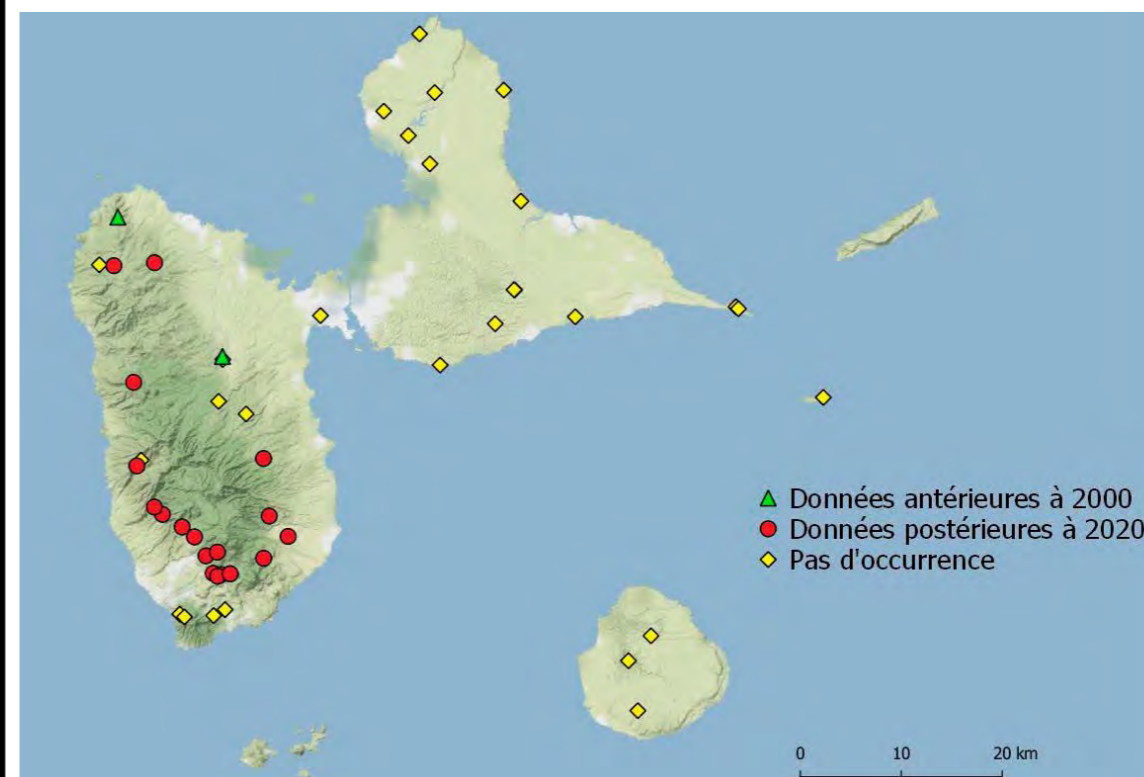 Données antérieures à 2000
Données postérieures à 2020
Pas d'occurrence
0 10 20 km